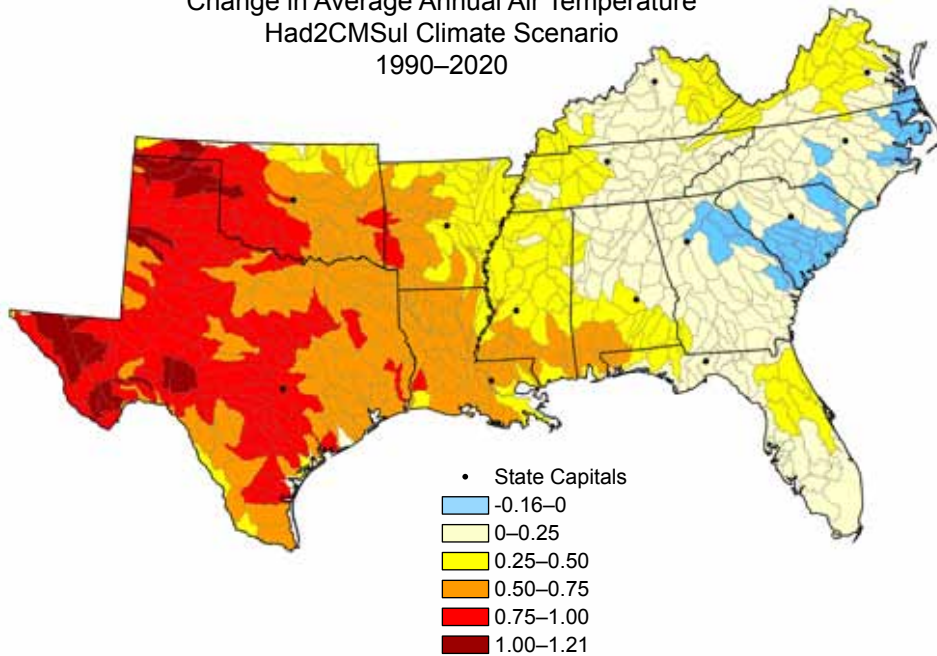 Change in Average Annual Air Temperature
Had2CMSul Climate Scenario
1990–2020
State Capitals
-0.16–0
0–0.25
0.25–0.50
0.50–0.75
0.75–1.00
1.00–1.21